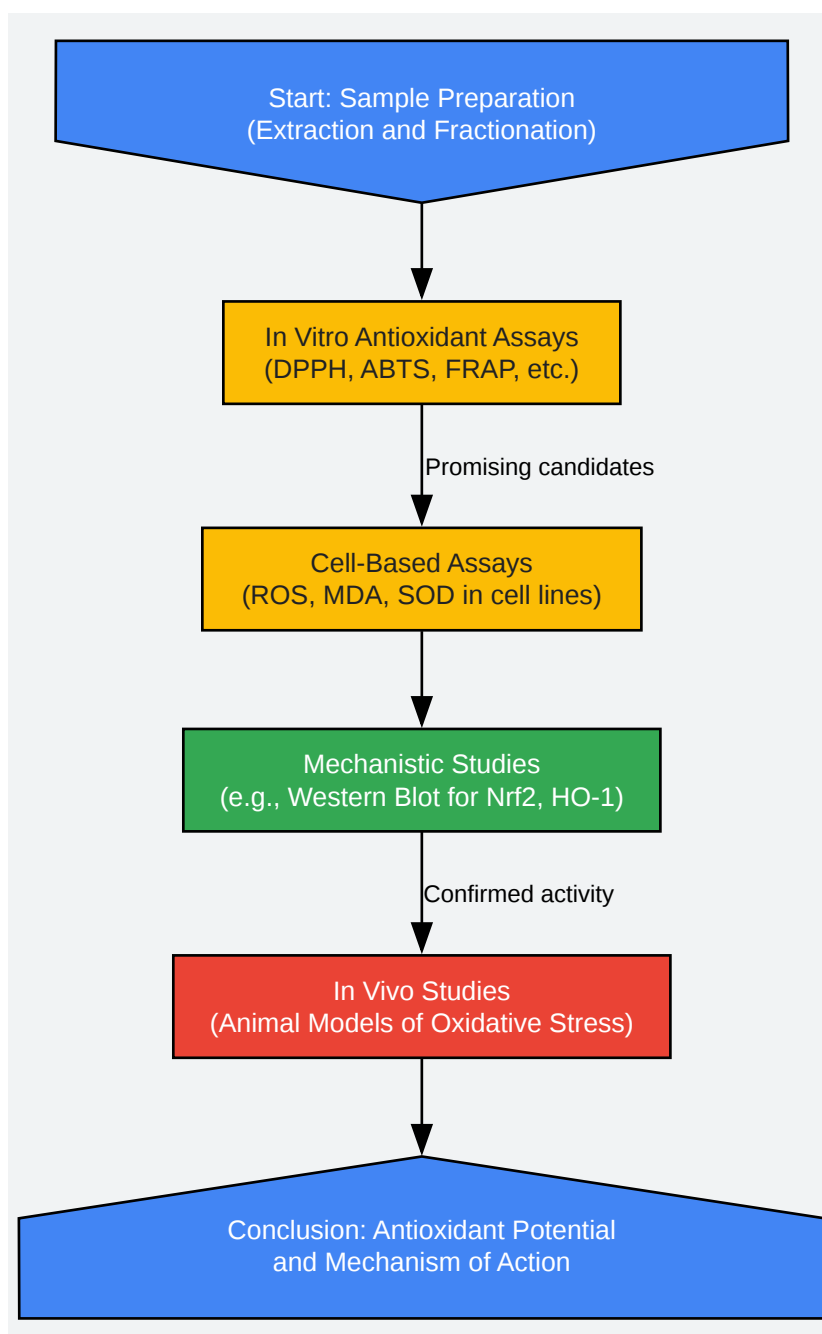 Start: Sample Preparation
(Extraction and Fractionation)
In Vitro Antioxidant Assays
(DPPH, ABTS, FRAP, etc.)
Promising candidates
Cell-Based Assays
(ROS, MDA, SOD in cell lines)
Mechanistic Studies
(e.g., Western Blot for Nrf2, HO-1)
Confirmed activity
In Vivo Studies
(Animal Models of Oxidative Stress)
Conclusion: Antioxidant Potential
and Mechanism of Action